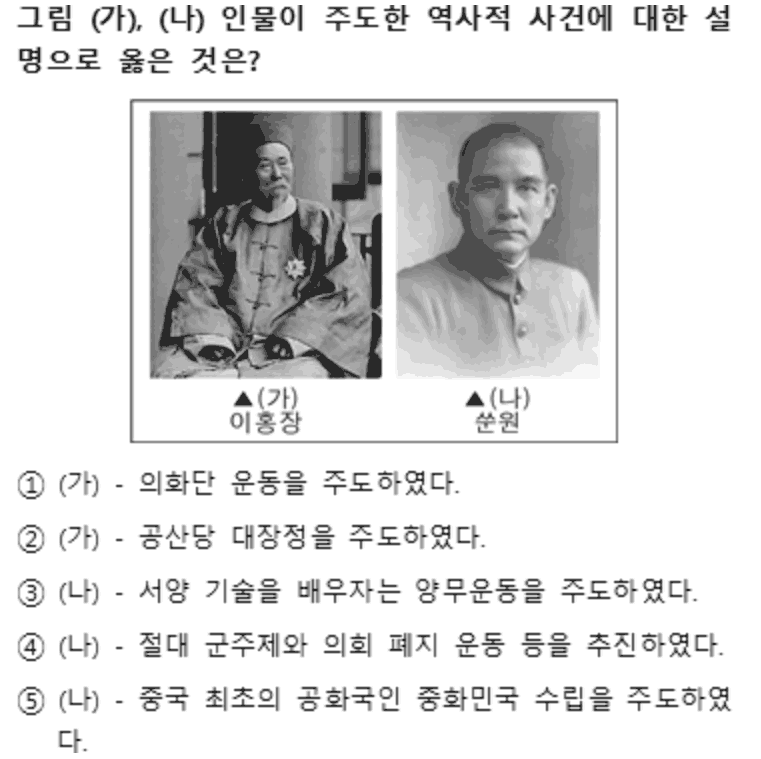 그림 (가), (나) 인물이 주도한 역사적 사건에 대한 설
명으로 옳은 것은?
▲(가)
이홍장
▲(나)
쑨원
① (가) - 의화단 운동을 주도하였다.
② (가) - 공산당 대장정을 주도하였다.
③ (나) - 서양 기술을 배우자는 양무운동을 주도하였다.
④ (나) - 절대 군주제와 의회 폐지 운동 등을 추진하였다.
⑤ (나) - 중국 최초의 공화국인 중화민국 수립을 주도하였
다.